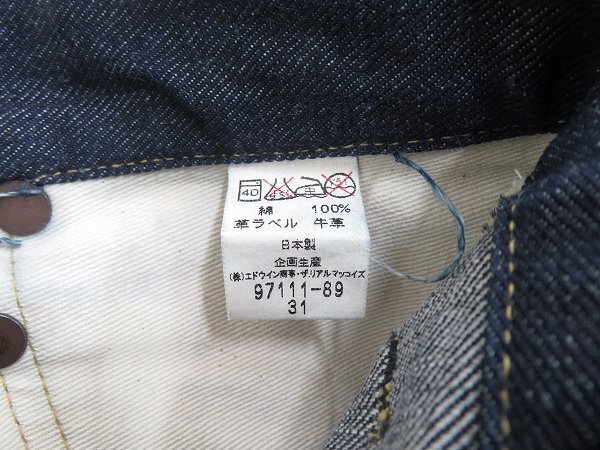 40
綿 100%
革ラベル 牛革
日本製
企画生産
(株)エドウイン商事・ザ.リアルマッコイズ
97111-89
31